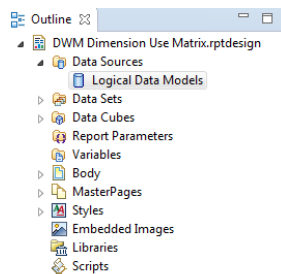 Outline
DWM Dimension Use Matrix.rptdesign
Data Sources
Logical Data Models
Data Sets
Data Cubes
Report Parameters
Variables
Body
MasterPages
Styles
Embedded Images
Libraries
Scripts